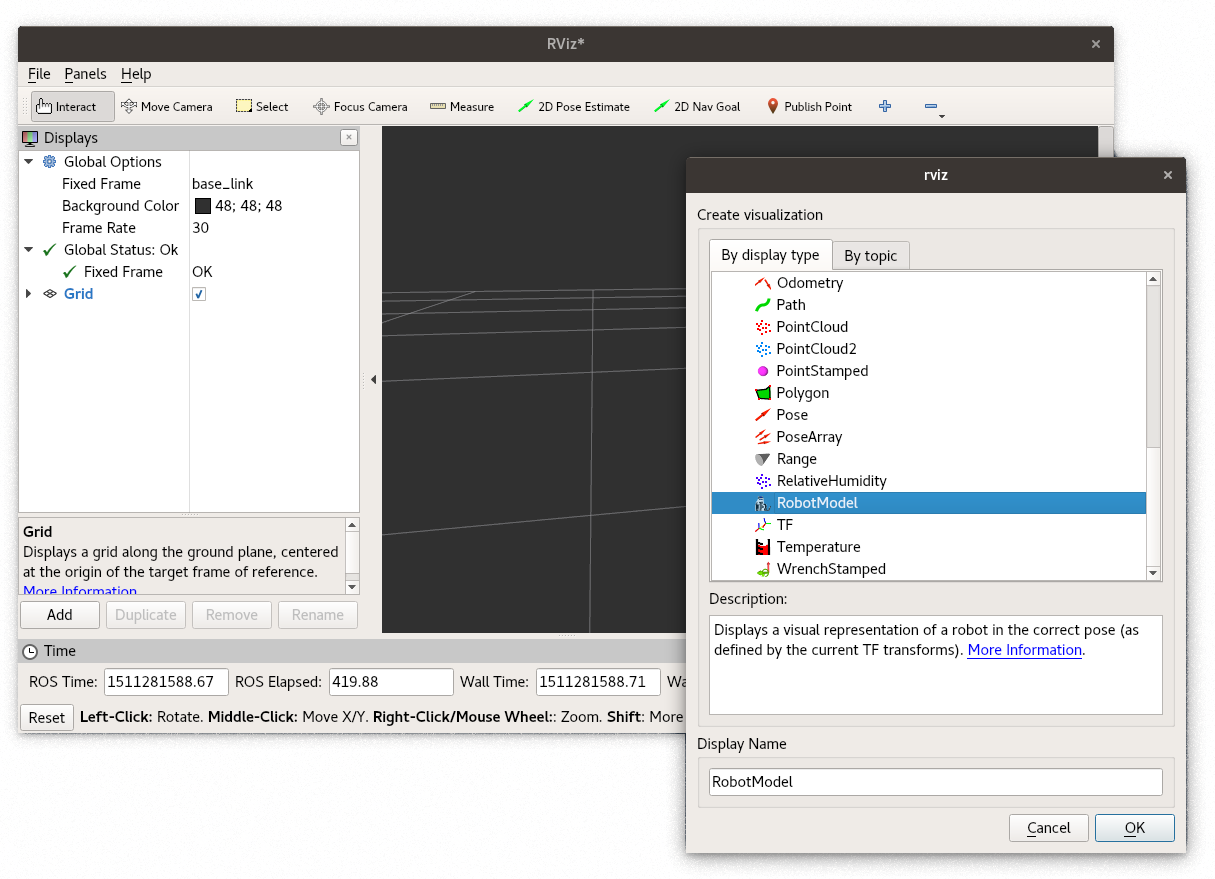 RViz*
File Panels Help
Interact Move Camera Select Focus Camera Measure 2D Pose Estimate 2D Nav Goal Publish Point
Displays
Global Options
Fixed Frame base_link
Background Color 48; 48; 48
Frame Rate 30
Global Status: Ok
Fixed Frame OK
Grid
Grid
Displays a grid along the ground plane, centered
at the origin of the target frame of reference.
More Information
Add Duplicate Remove Rename
Time
ROS Time: 1511281588.67 ROS Elapsed: 419.88 Wall Time: 1511281588.71 Wa
Reset Left-Click: Rotate. Middle-Click: Move X/Y. Right-Click/Mouse Wheel:: Zoom. Shift: More
rviz
Create visualization
By display type By topic
Odometry
Path
PointCloud
PointCloud2
PointStamped
Polygon
Pose
PoseArray
Range
RelativeHumidity
RobotModel
TF
Temperature
WrenchStamped
Description:
Displays a visual representation of a robot in the correct pose (as
defined by the current TF transforms). More Information.
Display Name
RobotModel
Cancel OK